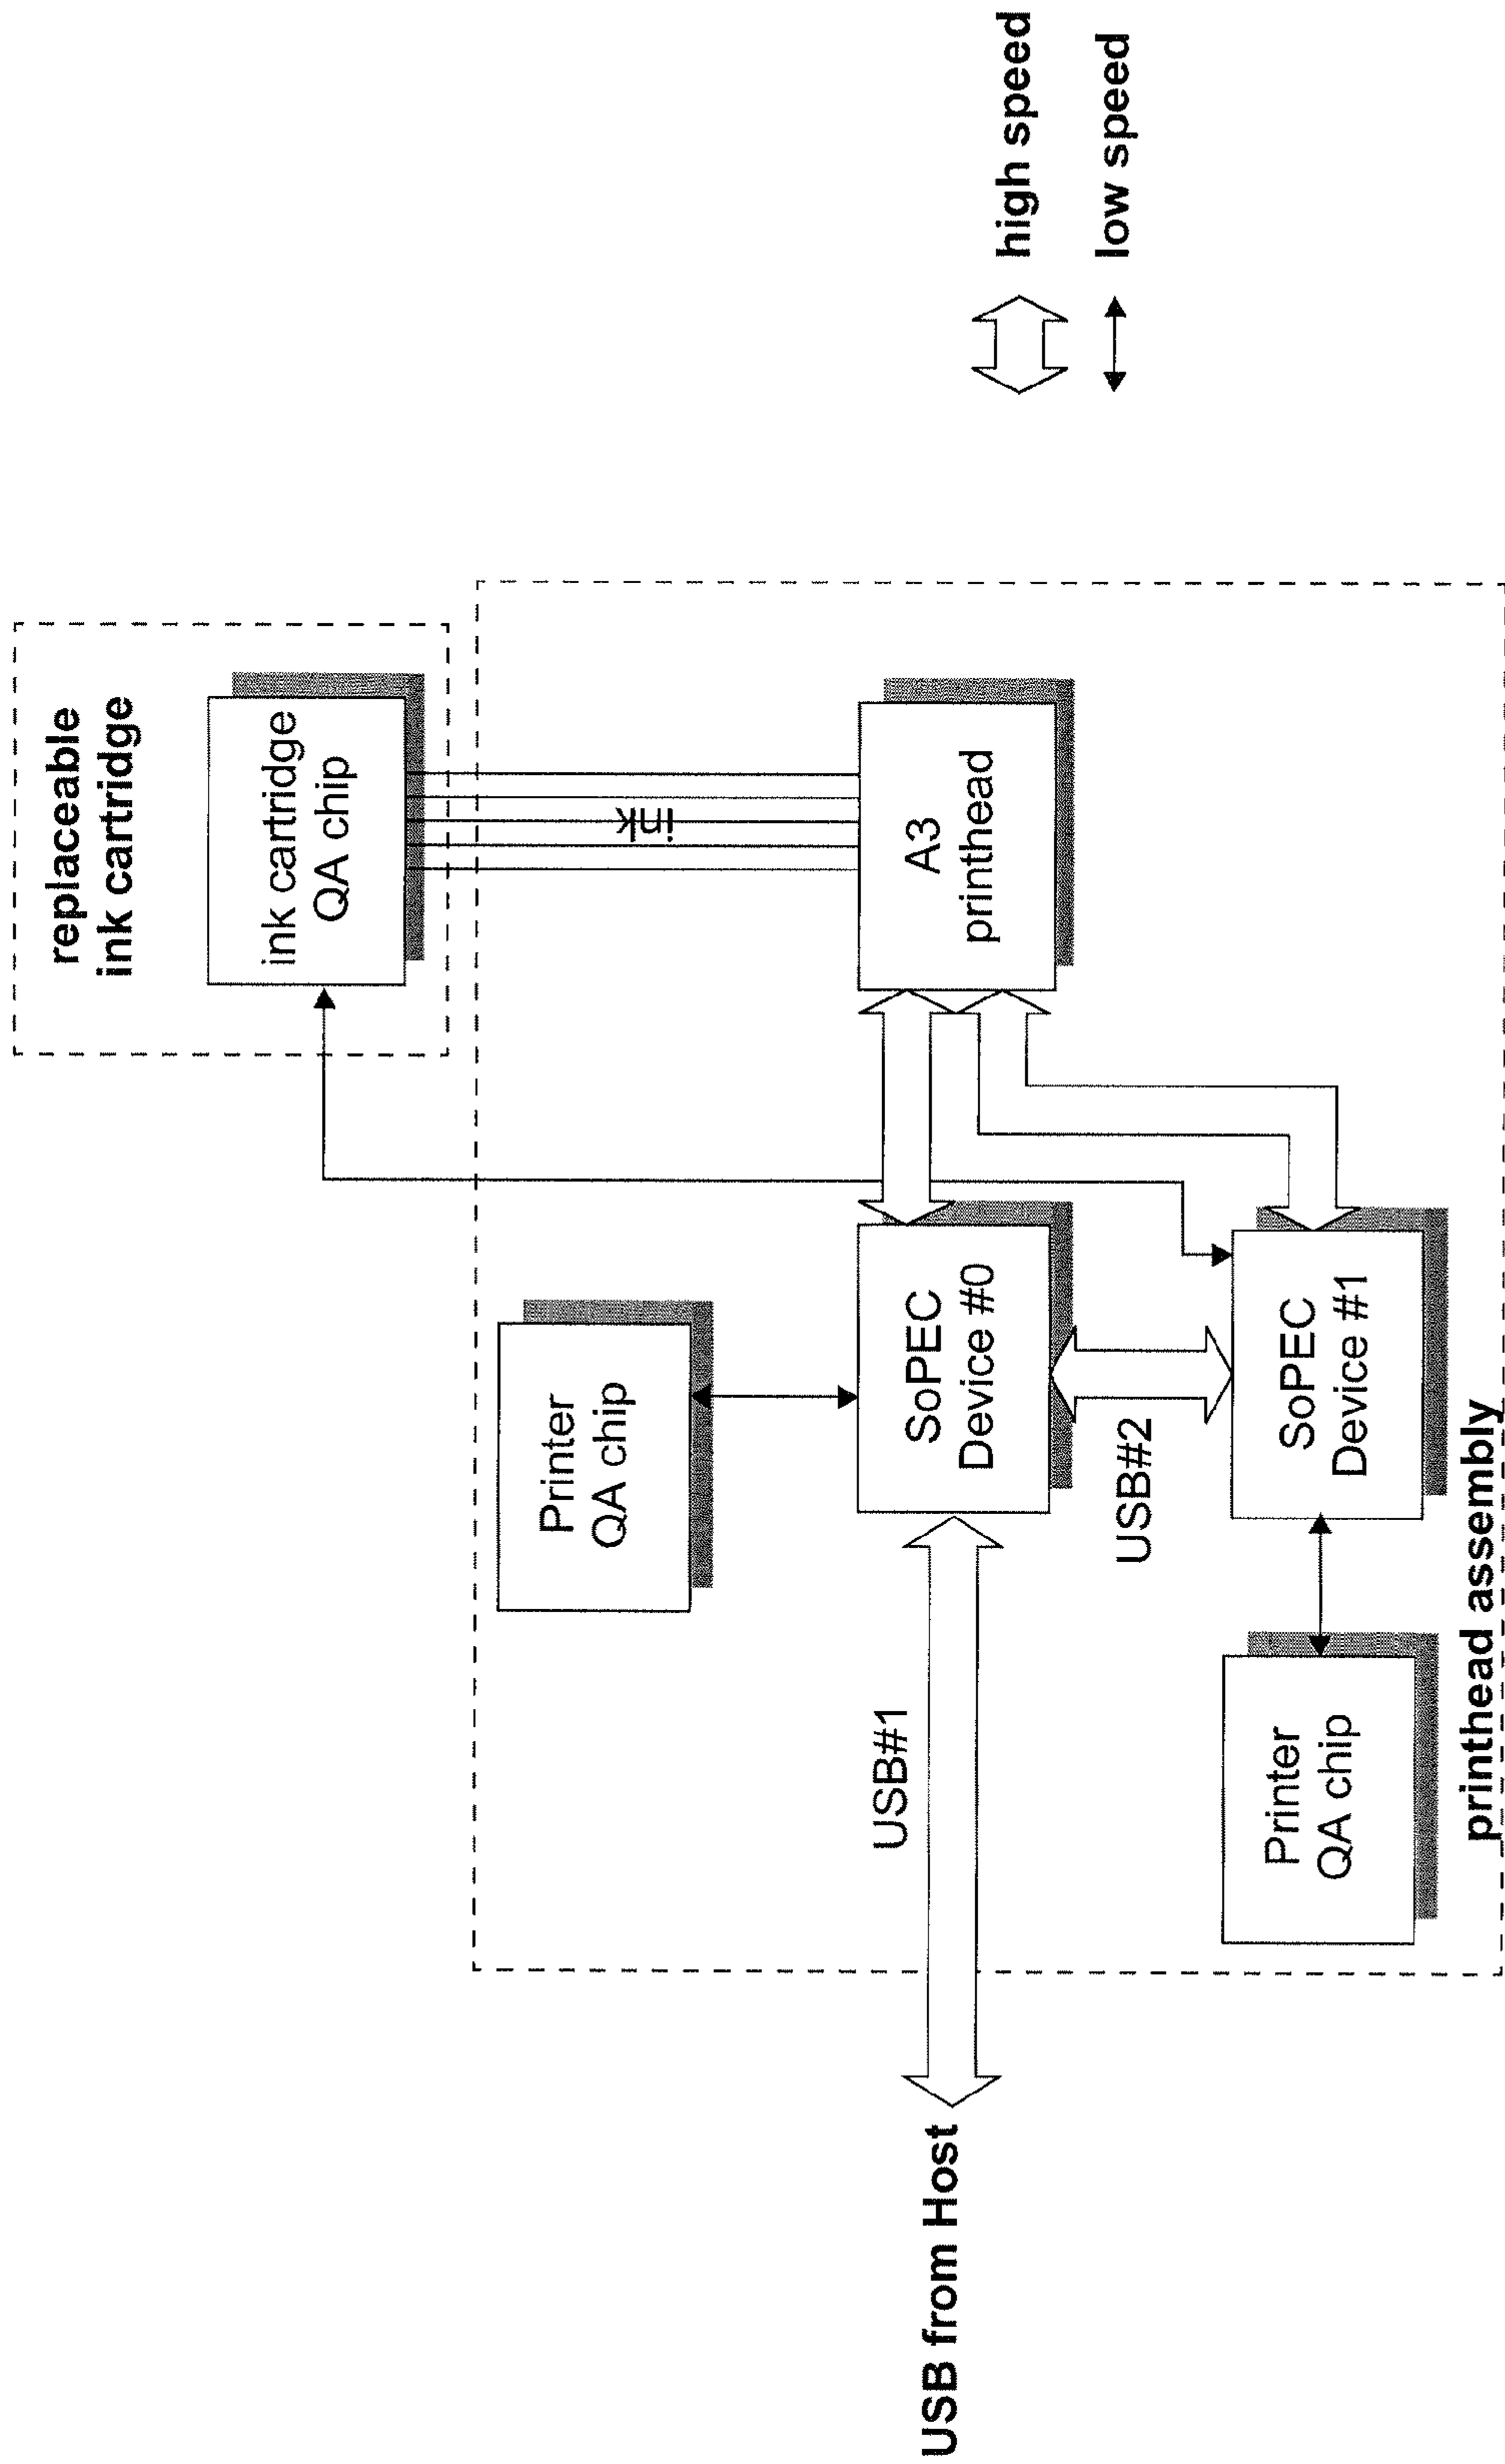 replaceable
ink cartridge
ink cartridge
QA chip
ink
Printer
QA chip
USB#1
SoPEC
Device #0
A3
printhead
USB from Host
USB#2
Printer
QA chip
SoPEC
Device #1
printhead assembly
high speed
low speed